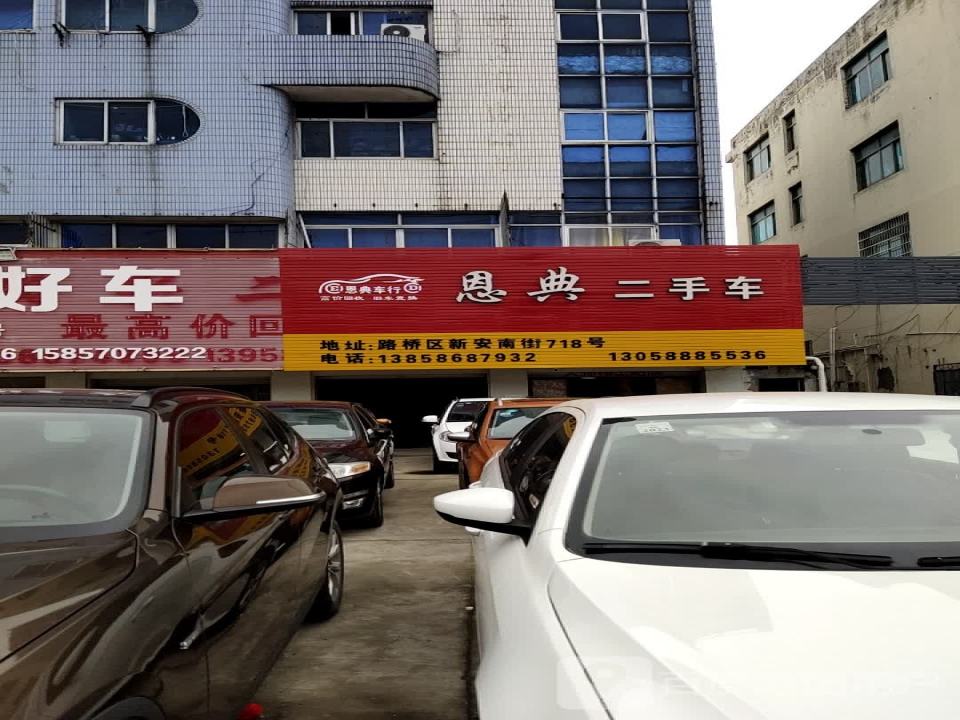 好车 二
最高价回
6 15857073222
恩典车行
高价回收 旧车置换
恩典 二手车
地址:路桥区新安南街718号
电话:13858687932 13058885536